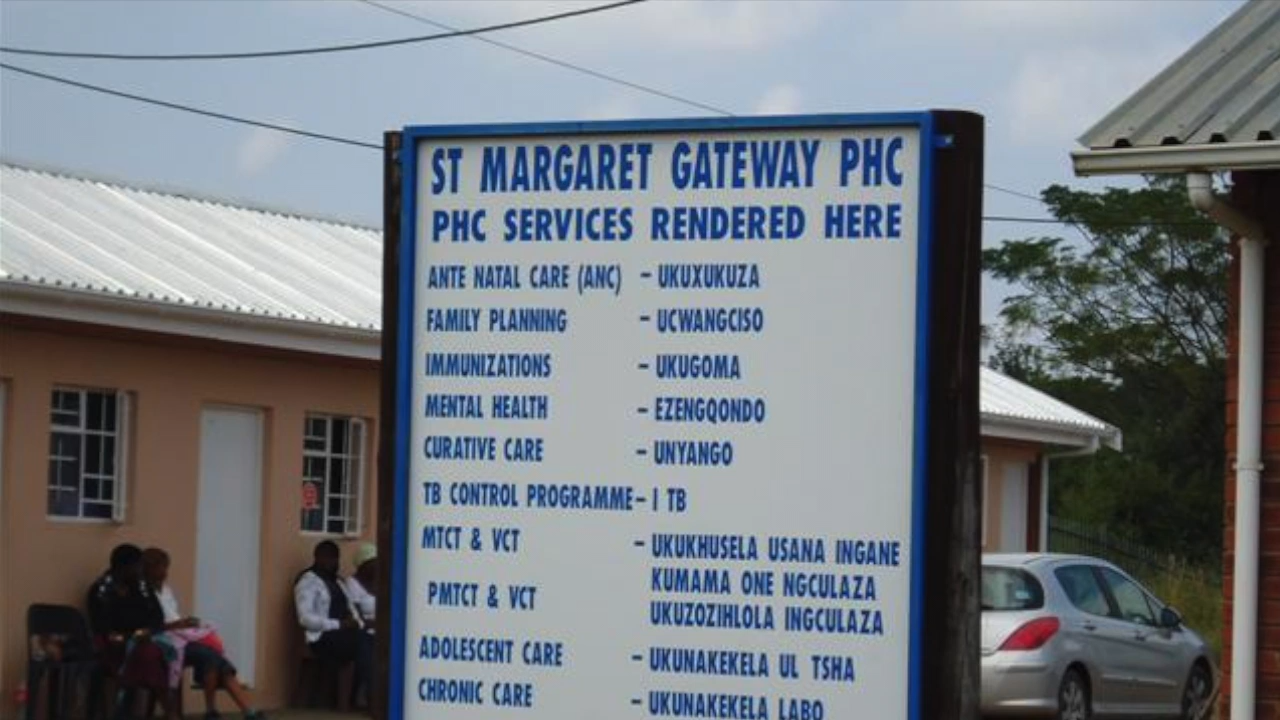 ST MARGARET GATEWAY PHC
PHC SERVICES RENDERED HERE
ANTE NATAL CARE (ANC) - UKUXUKUZA
FAMILY PLANNING - UCWANGCISO
IMMUNIZATIONS - UKUGOMA
MENTAL HEALTH - EZENGQONDO
CURATIVE CARE - UNYANGO
TB CONTROL PROGRAMME - I TB
MTCT & VCT - UKUKHUSELA USANA INGANE
KUMAMA ONE NGCULAZA
PMTCT & VCT UKUZOZIHLOLA INGCULAZA
ADOLESCENT CARE - UKUNAKEKELA UL TSHA
CHRONIC CARE - UKUNAKEKELA LABO